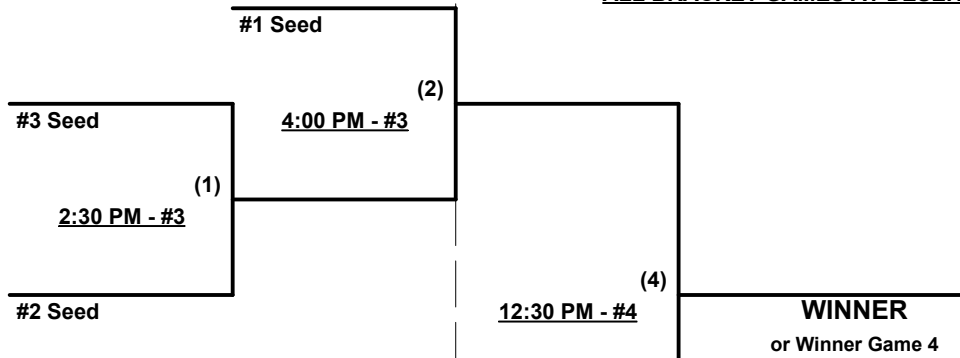 #1 Seed
(2)
#3 Seed
4:00 PM - #3
(1)
2:30 PM - #3
(4)
#2 Seed
12:30 PM - #4
WINNER
or Winner Game 4